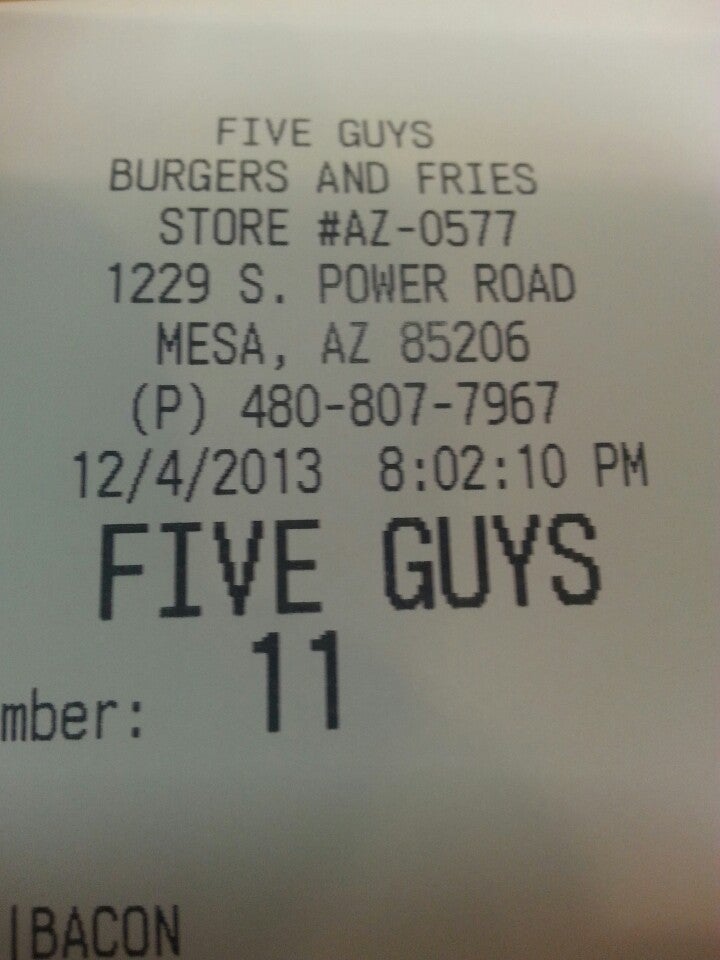 FIVE GUYS
BURGERS AND FRIES
STORE #AZ-0577
1229 S. POWER ROAD
MESA, AZ 85206
(P) 480-807-7967
12/4/2013 8:02:10 PM
FIVE GUYS
mber: 11
|BACON